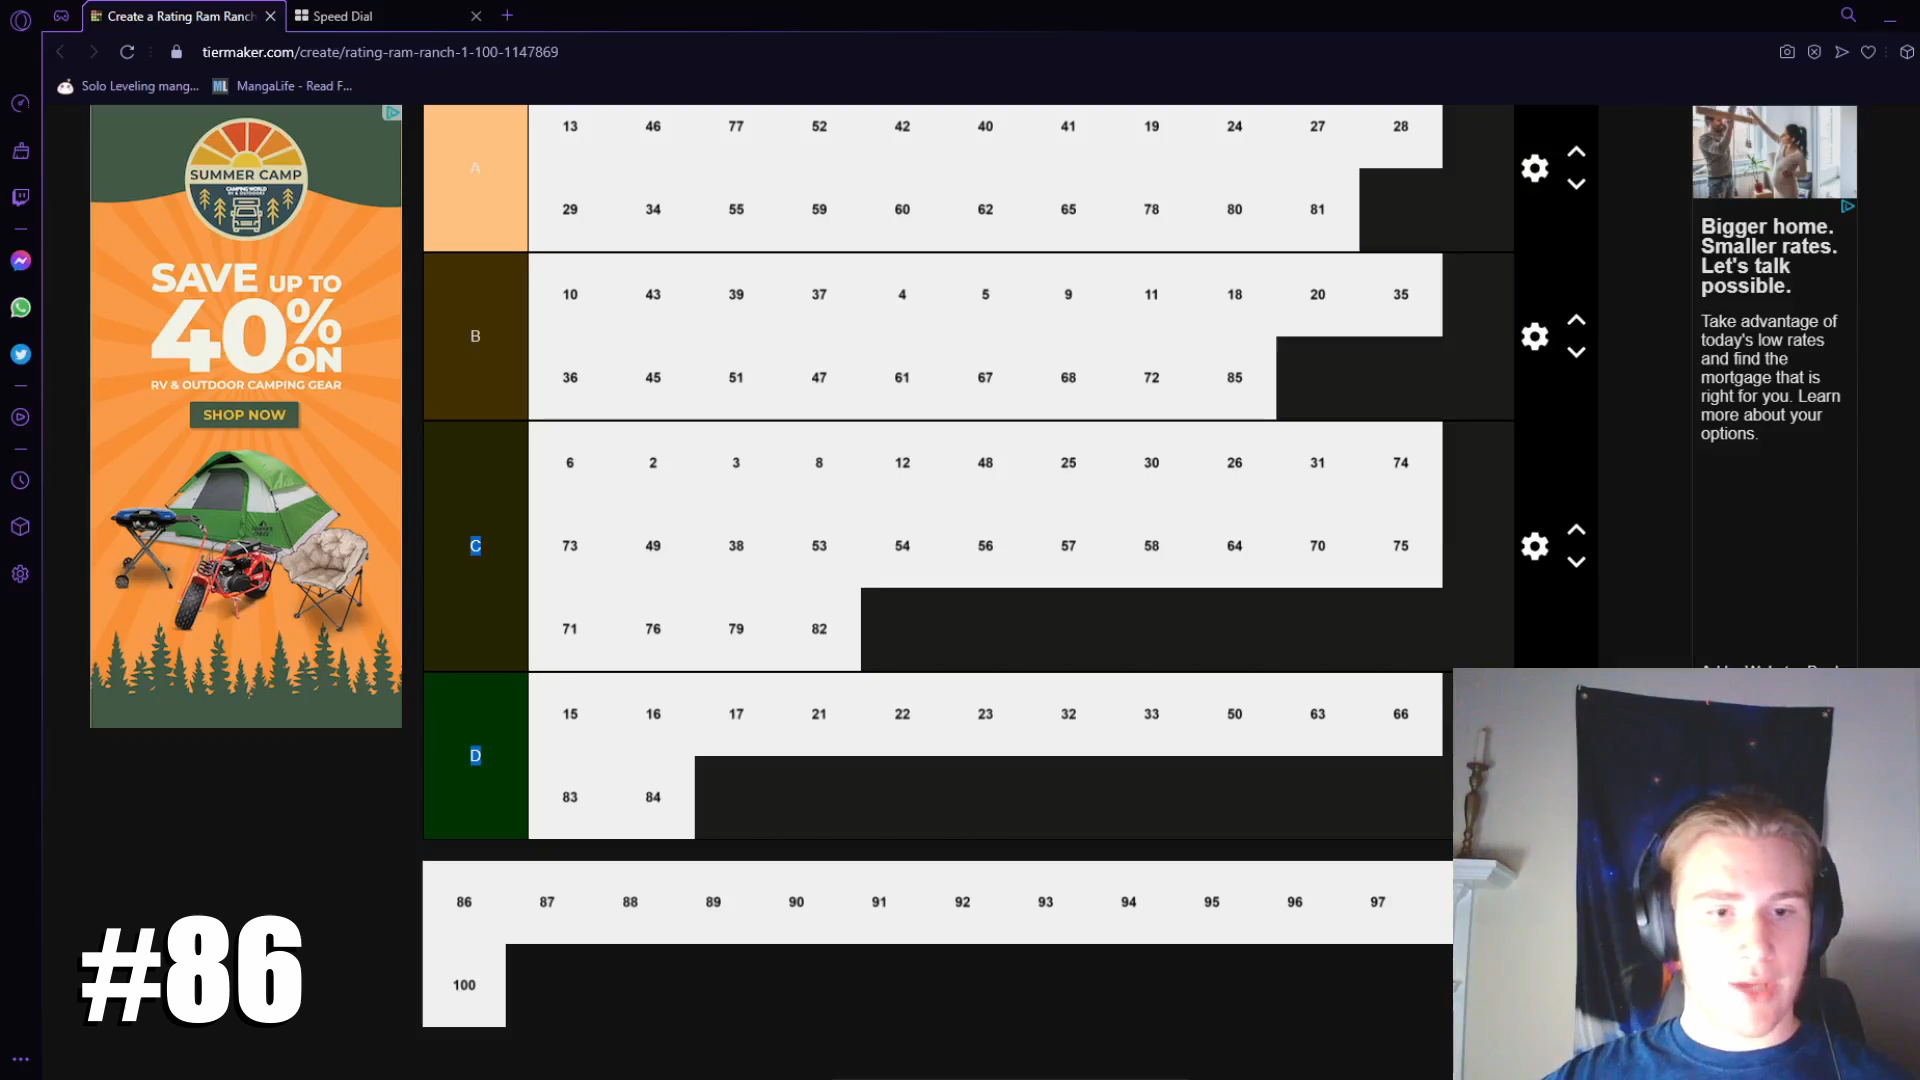 Create a Rating Ram Ranch
Speed Dial
tiermaker.com/create/rating-ram-ranch-1-100-1147869
Solo Leveling mang...
ML MangaLife - Read F...
SUMMER CAMP
CAMPING WORLD
RV & OUTDOORS
SAVE UP TO
40% ON
RV & OUTDOOR CAMPING GEAR
SHOP NOW
A
13 46 77 52 42 40 41 19 24 27 28
29 34 55 59 60 62 65 78 80 81
B
10 43 39 37 4 5 9 11 18 20 35
36 45 51 47 61 67 68 72 85
C
6 2 3 8 12 48 25 30 26 31 74
73 49 38 53 54 56 57 58 64 70 75
71 76 79 82
D
15 16 17 21 22 23 32 33 50 63 66
83 84
86 87 88 89 90 91 92 93 94 95 96 97
100
#86
Bigger home.
Smaller rates.
Let's talk
possible.
Take advantage of
today's low rates
and find the
mortgage that is
right for you. Learn
more about your
options.